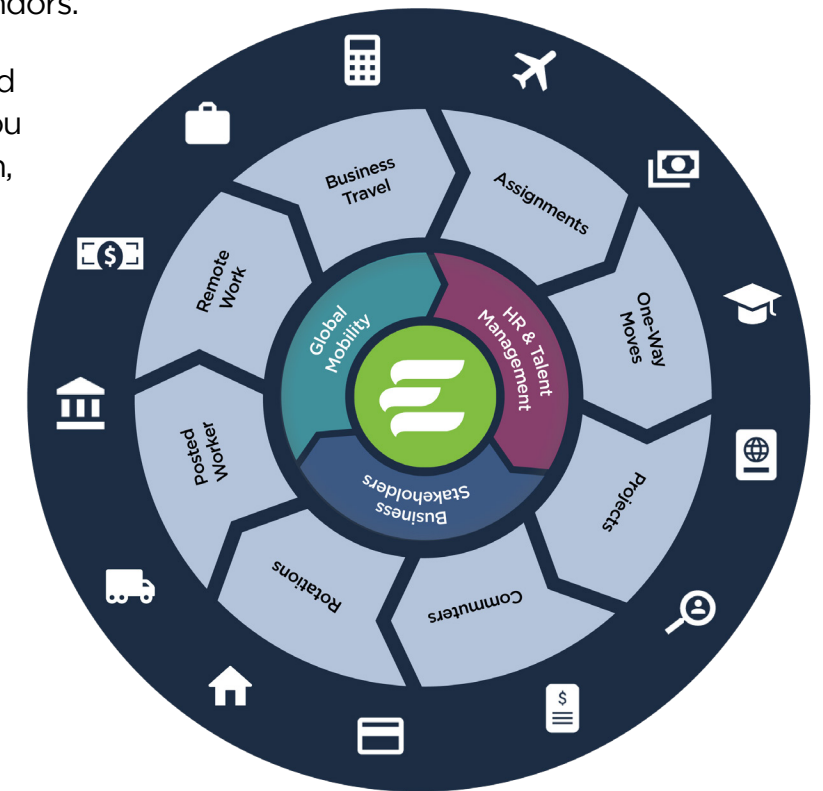 ndors.
d
ou
n,
Business
Travel
Assignments
One-Way
Moves
Projects
Commuters
Rotations
Posted
Worker
Remote
Work
Global
Mobility
HR & Talent
Management
Business
Stakeholders
$
$